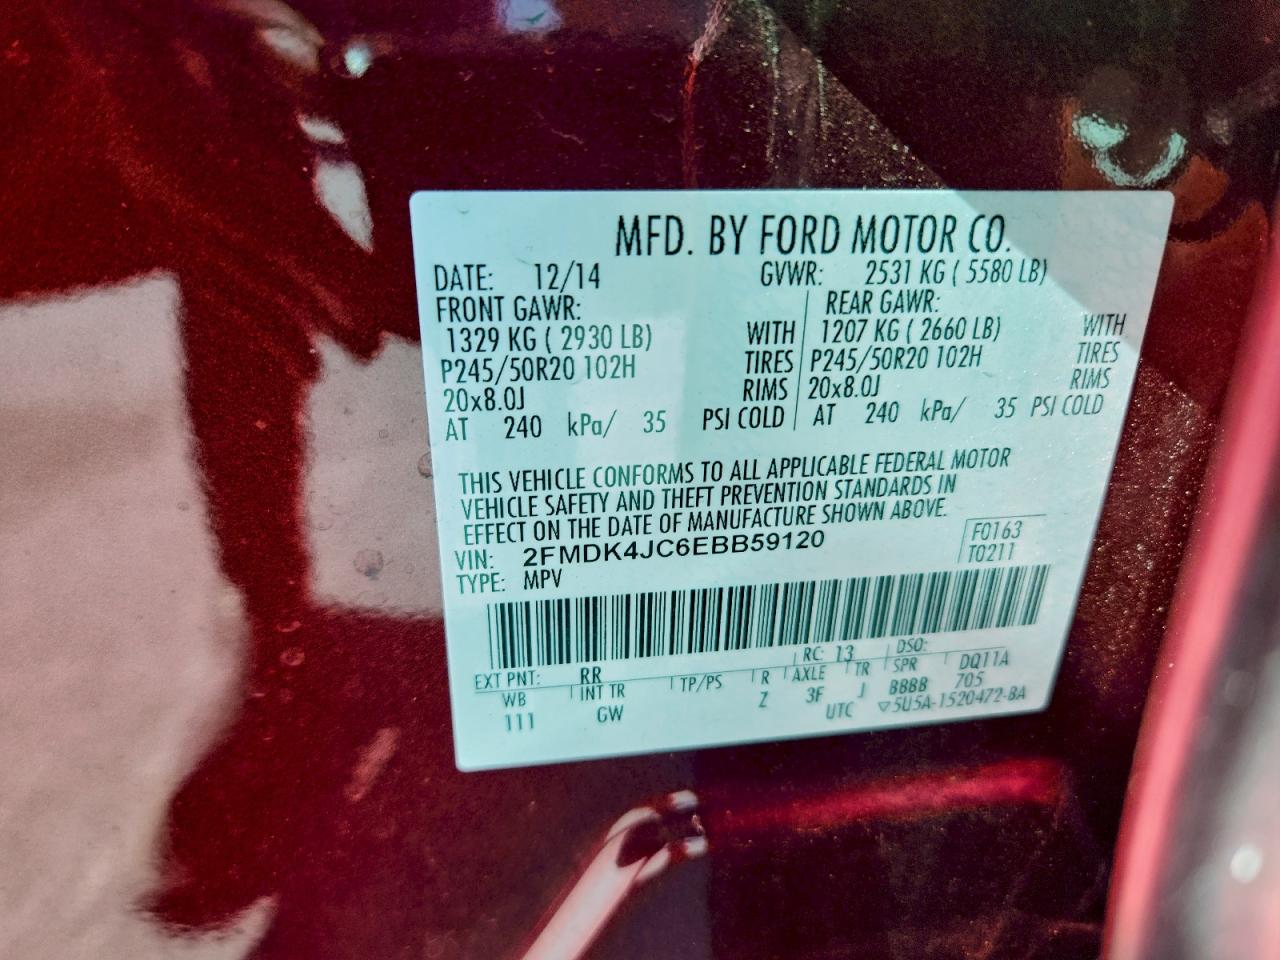 MFD. BY FORD MOTOR CO.
DATE: 12/14 GVWR: 2531 KG ( 5580 LB)
FRONT GAWR: REAR GAWR:
1329 KG ( 2930 LB) WITH 1207 KG ( 2660 LB) WITH
P245/50R20 102H TIRES P245/50R20 102H TIRES
20x8.0J RIMS 20x8.0J RIMS
AT 240 kPa/ 35 PSI COLD AT 240 kPa/ 35 PSI COLD
THIS VEHICLE CONFORMS TO ALL APPLICABLE FEDERAL MOTOR
VEHICLE SAFETY AND THEFT PREVENTION STANDARDS IN
EFFECT ON THE DATE OF MANUFACTURE SHOWN ABOVE.
F0163
VIN: 2FMDK4JC6EBB59120 T0211
TYPE: MPV
RC: 13 DSO:
EXT PNT: RR
WB INT TR TP/PS R AXLE TR SPR DQ11A
111 GW Z 3F J BBBB 705
UTC ▽5U5A-1520472-BA